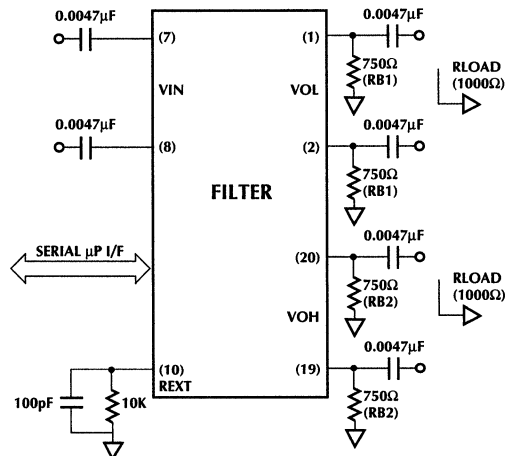 0.0047µF
(7)
(1)
0.0047µF
VIN
VOL
750Ω
(RB1)
RLOAD
(1000Ω)
0.0047µF
(8)
(2)
0.0047µF
750Ω
(RB1)
FILTER
SERIAL µP I/F
(20)
0.0047µF
750Ω
(RB2)
RLOAD
(1000Ω)
VOH
(10)
REXT
(19)
0.0047µF
100pF
10K
750Ω
(RB2)